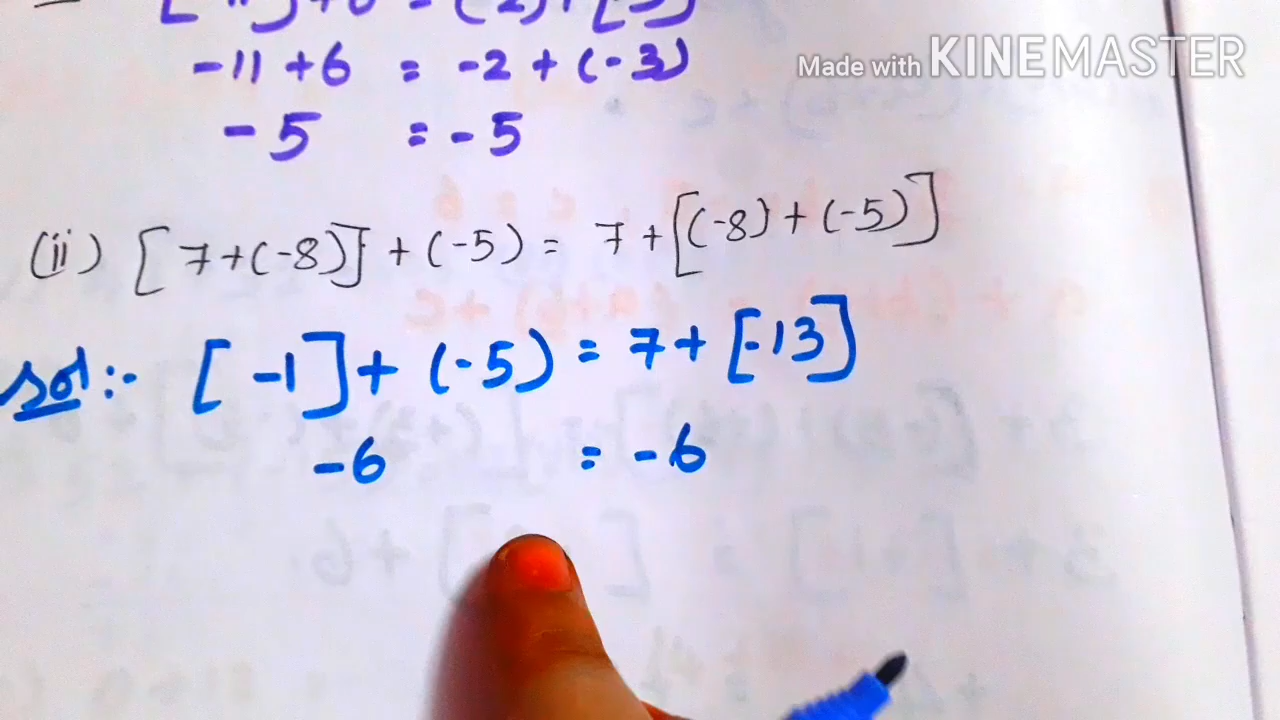 Made with KINEMASTER
-11 +6 = -2 + (-3)
-5 = -5
(ii) [7+(-8)] + (-5) = 7+[(-8) + (-5)]
Sol:- [-1] + (-5) = 7+ [-13]
-6 = -6